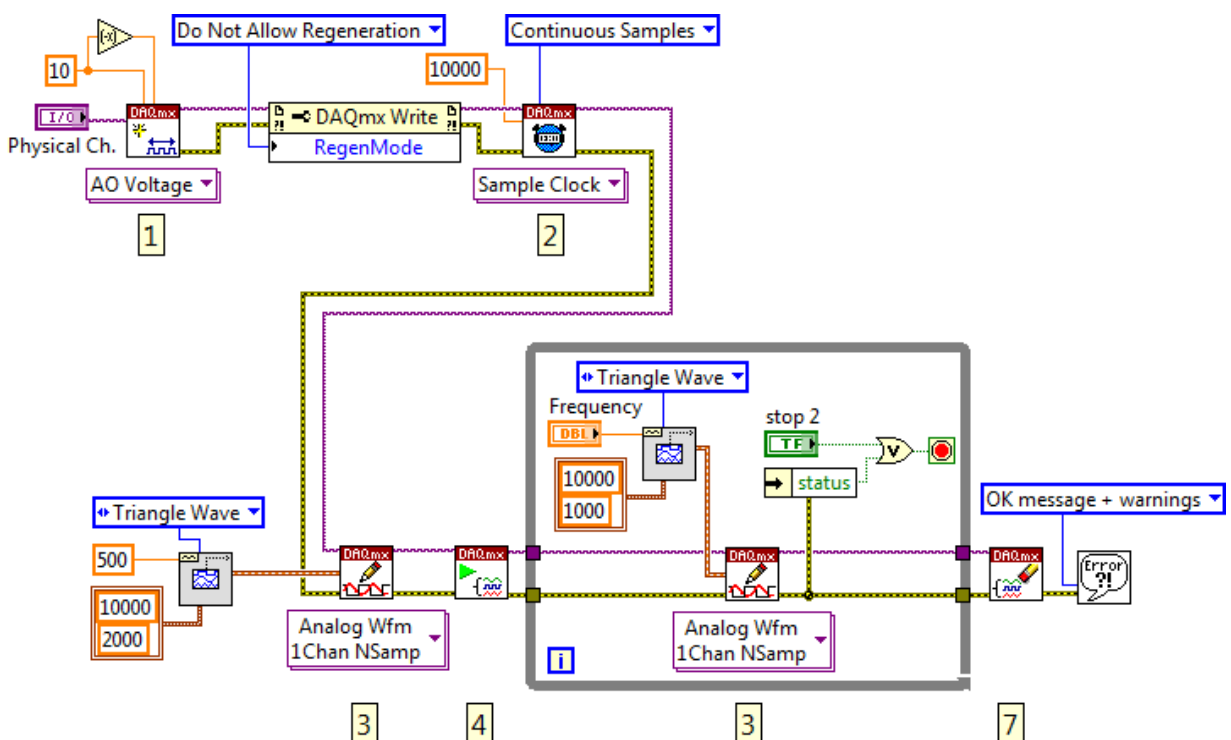 Do Not Allow Regeneration
Continuous Samples
(-x)
10
10000
I/O
DAQmx
DAQmx Write
DAQmx
Physical Ch.
RegenMode
AO Voltage
Sample Clock
1
2
Triangle Wave
Frequency
stop 2
DBL
TF
V
10000
1000
status
OK message + warnings
Triangle Wave
500
DAQmx
DAQmx
DAQmx
DAQmx
Error
?!
10000
2000
Analog Wfm
1Chan NSamp
Analog Wfm
1Chan NSamp
i
3
4
3
7